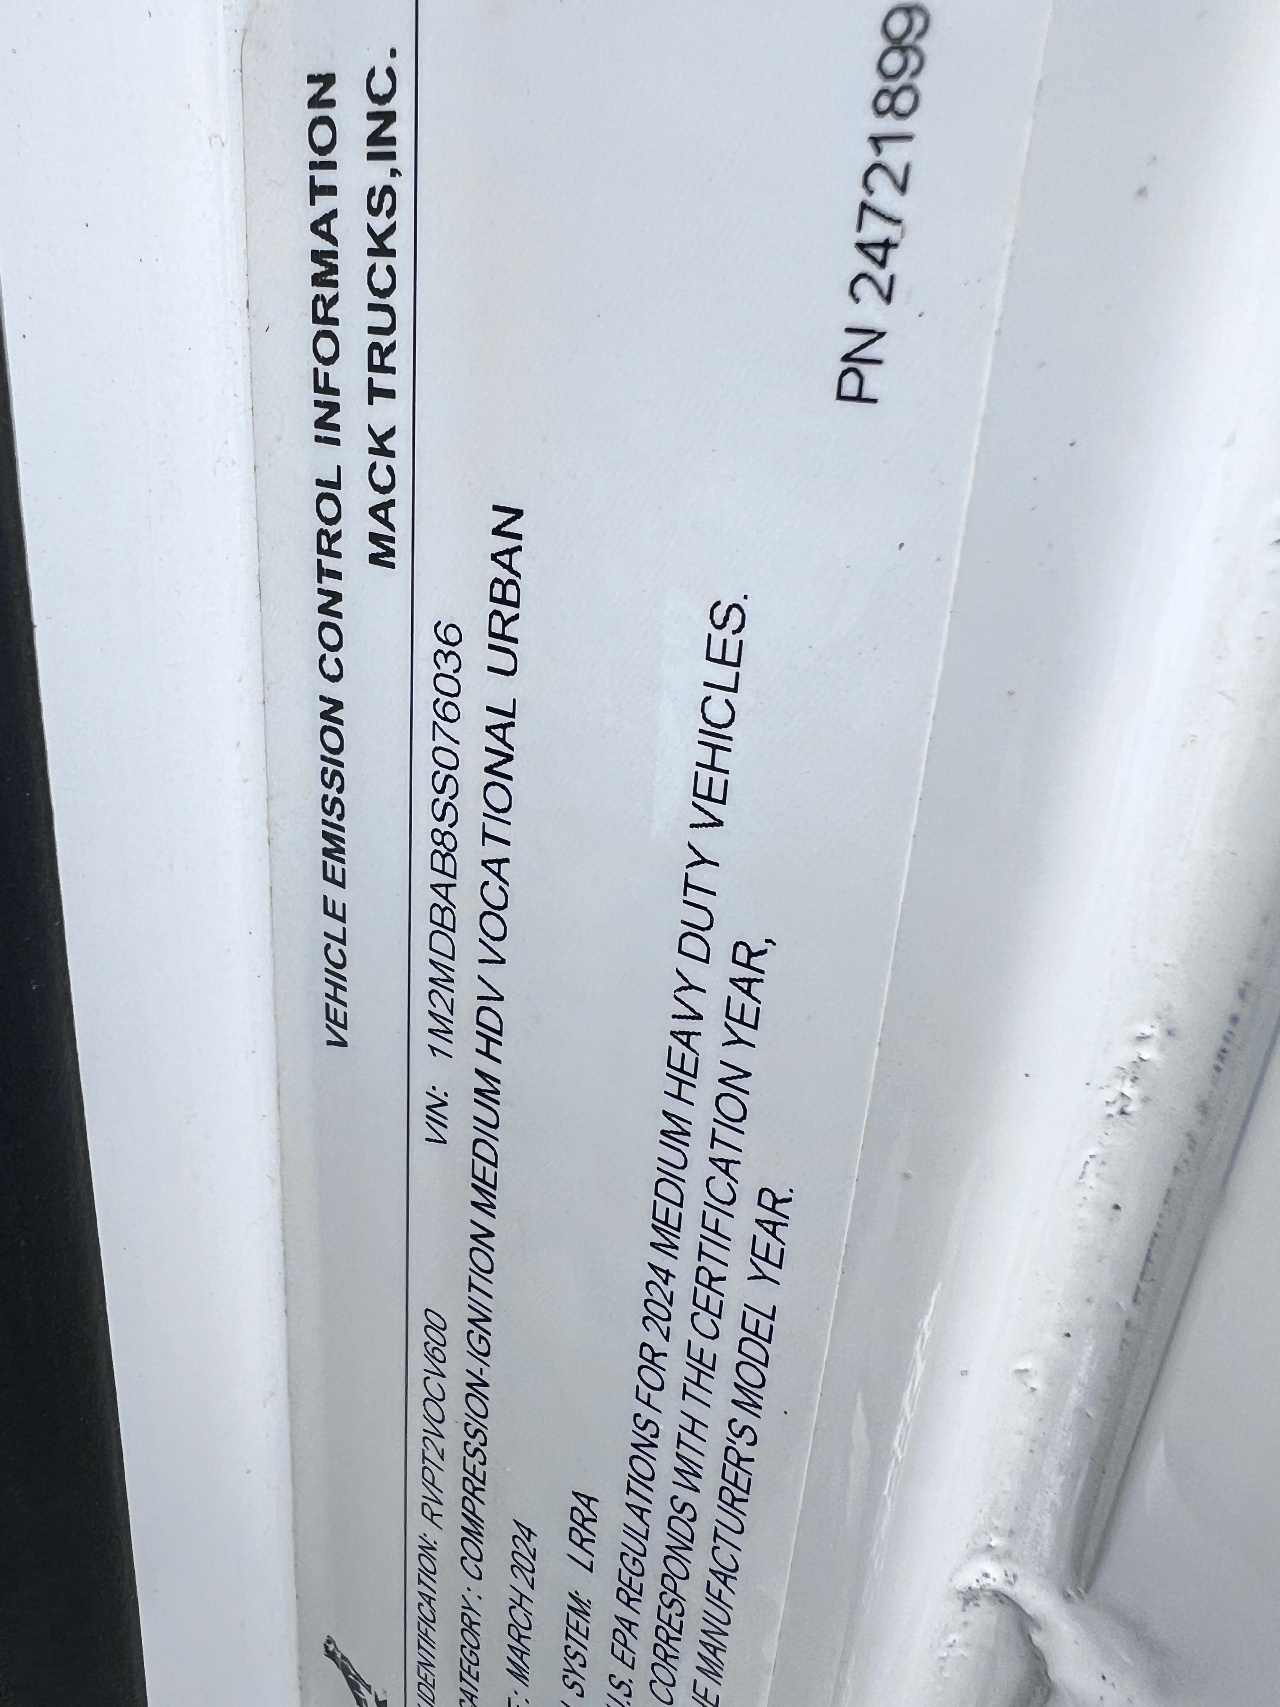 VEHICLE EMISSION CONTROL INFORMATION
MACK TRUCKS,INC.
IDENTIFICATION: RVPT2VOCV600 VIN: 1M2MDBAB8SS076036
CATEGORY: COMPRESSION-IGNITION MEDIUM HDV VOCATIONAL URBAN
: MARCH 2024
SYSTEM: LRRA
U.S. EPA REGULATIONS FOR 2024 MEDIUM HEAVY DUTY VEHICLES.
CORRESPONDS WITH THE CERTIFICATION YEAR,
MANUFACTURER'S MODEL YEAR.
PN 24721899